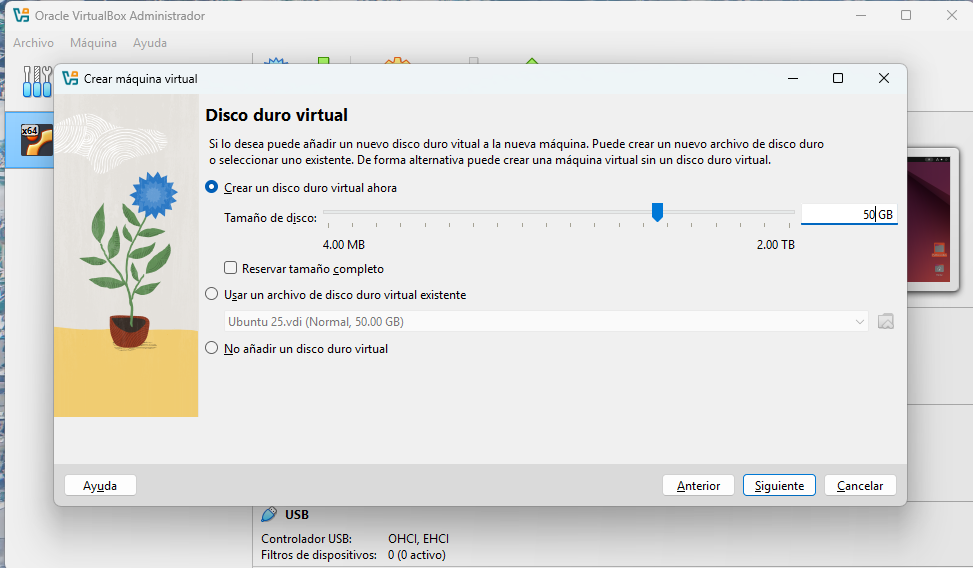 Oracle VirtualBox Administrador
Archivo Máquina Ayuda
Crear máquina virtual
x64
Disco duro virtual
Si lo desea puede añadir un nuevo disco duro vitual a la nueva máquina. Puede crear un nuevo archivo de disco duro
o seleccionar uno existente. De forma alternativa puede crear una máquina virtual sin un disco duro virtual.
Crear un disco duro virtual ahora
Tamaño de disco:
50 GB
4.00 MB
2.00 TB
Reservar tamaño completo
Usar un archivo de disco duro virtual existente
Ubuntu 25.vdi (Normal, 50.00 GB)
No añadir un disco duro virtual
Ayuda
Anterior
Siguiente
Cancelar
USB
Controlador USB: OHCI, EHCI
Filtros de dispositivos: 0 (0 activo)